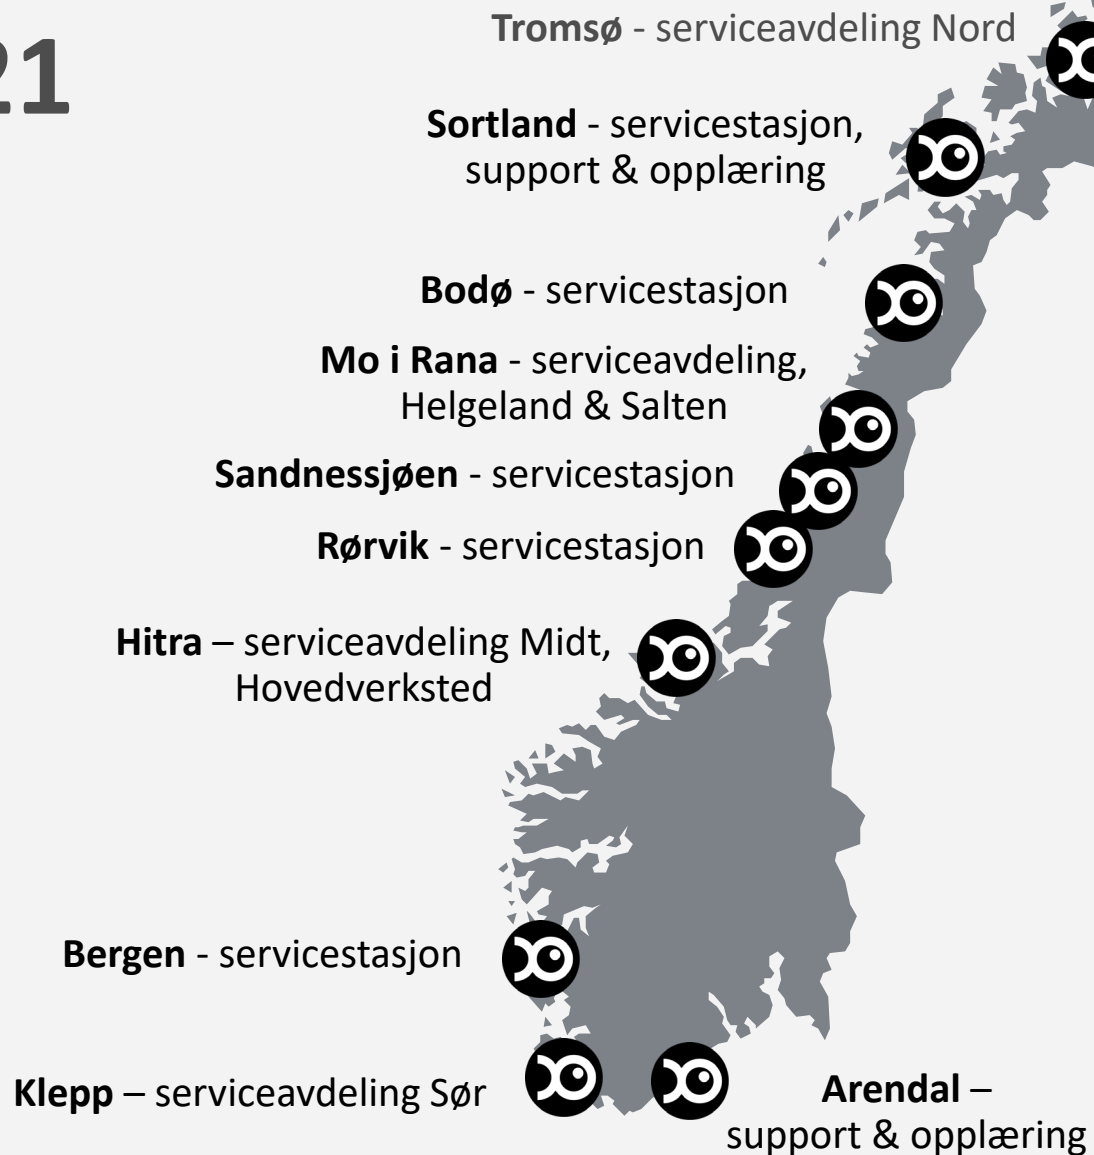 21
Tromsø - serviceavdeling Nord
Sortland - servicestasjon,
support & opplæring
Bodø - servicestasjon
Mo i Rana - serviceavdeling,
Helgeland & Salten
Sandnessjøen - servicestasjon
Rørvik - servicestasjon
Hitra – serviceavdeling Midt,
Hovedverksted
Bergen - servicestasjon
Klepp – serviceavdeling Sør
Arendal –
support & opplæring